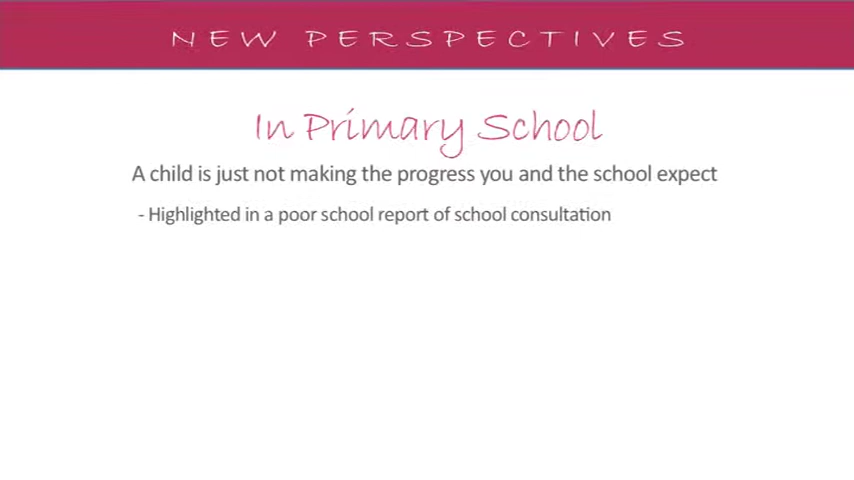 NEW PERSPECTIVES
In Primary School
A child is just not making the progress you and the school expect
- Highlighted in a poor school report of school consultation